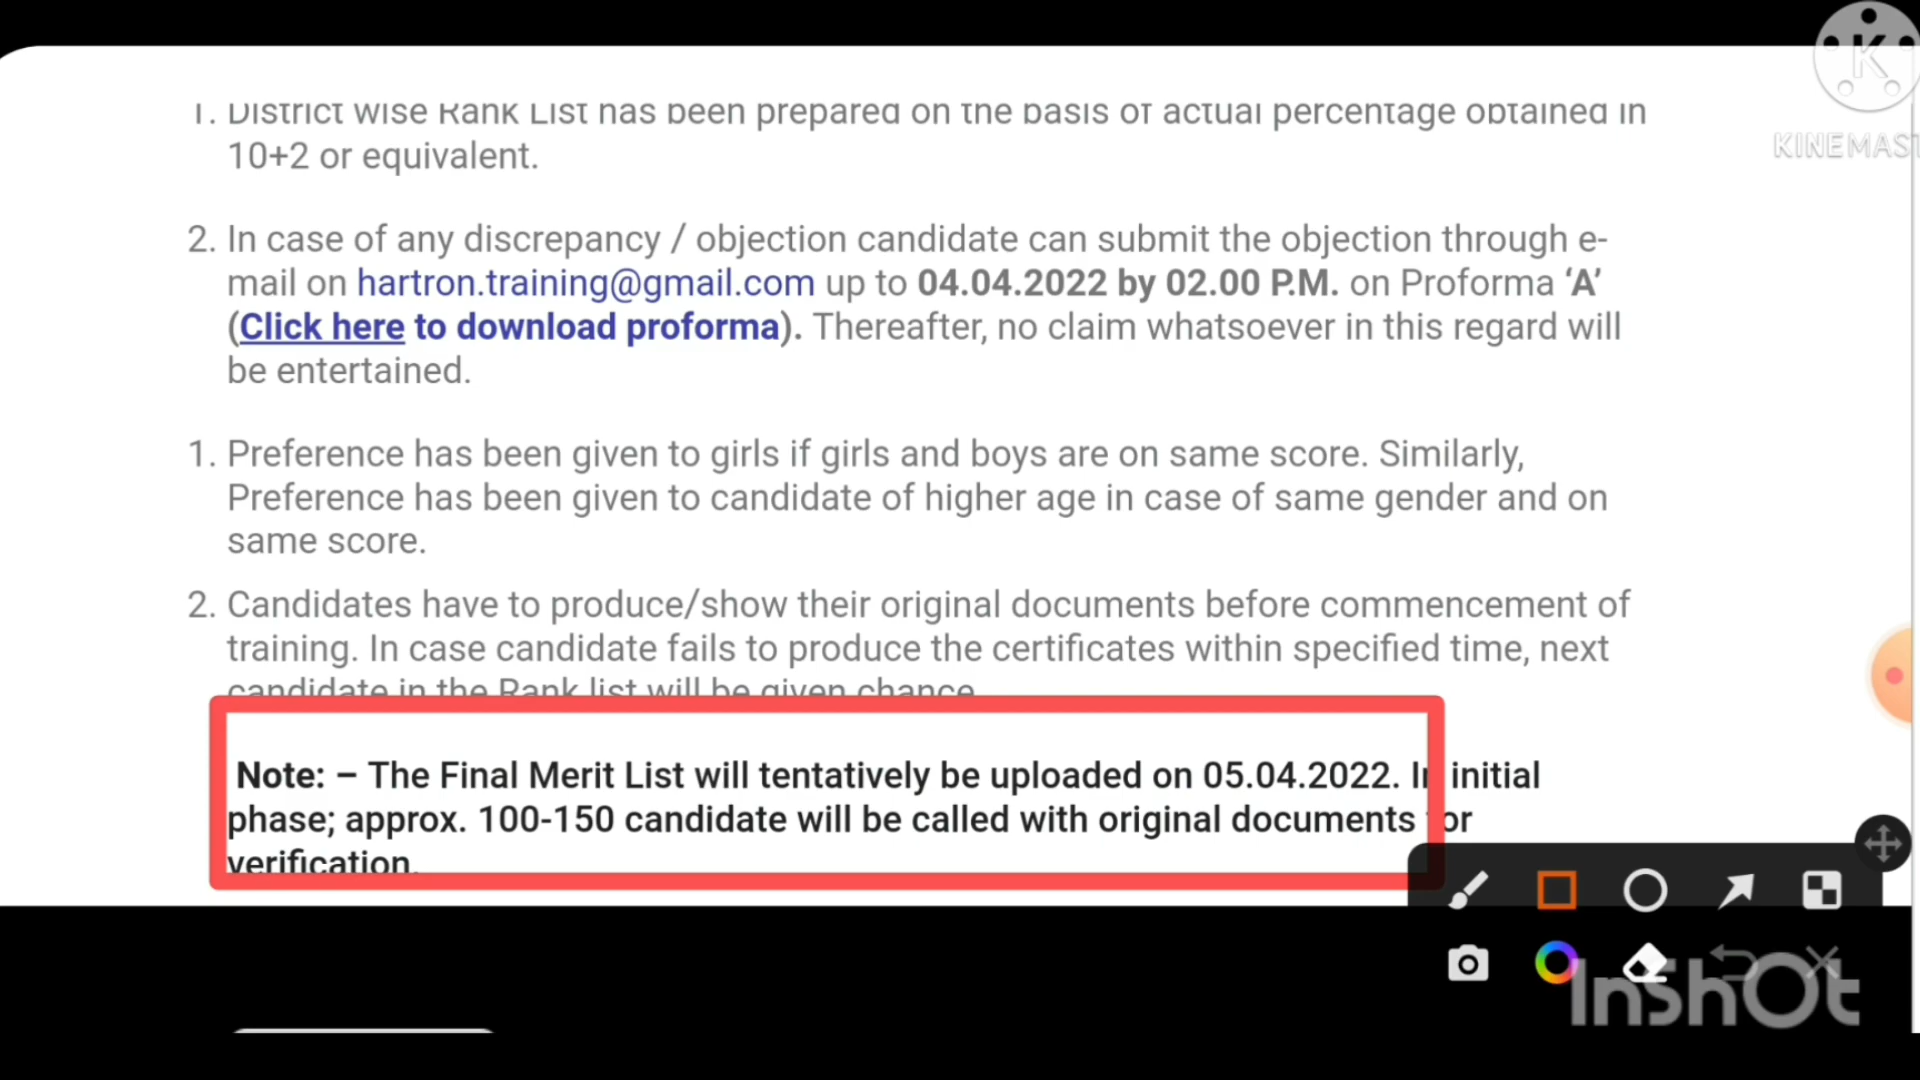 1. District wise Rank List has been prepared on the basis of actual percentage obtained in
10+2 or equivalent.
2. In case of any discrepancy / objection candidate can submit the objection through e-
mail on hartron.training@gmail.com up to 04.04.2022 by 02.00 P.M. on Proforma ‘A’
(Click here to download proforma). Thereafter, no claim whatsoever in this regard will
be entertained.
1. Preference has been given to girls if girls and boys are on same score. Similarly,
Preference has been given to candidate of higher age in case of same gender and on
same score.
2. Candidates have to produce/show their original documents before commencement of
training. In case candidate fails to produce the certificates within specified time, next
candidate in the Rank list will be given chance.
Note: – The Final Merit List will tentatively be uploaded on 05.04.2022. In initial
phase; approx. 100-150 candidate will be called with original documents for
verification.
K
KINEMAST
InShOt